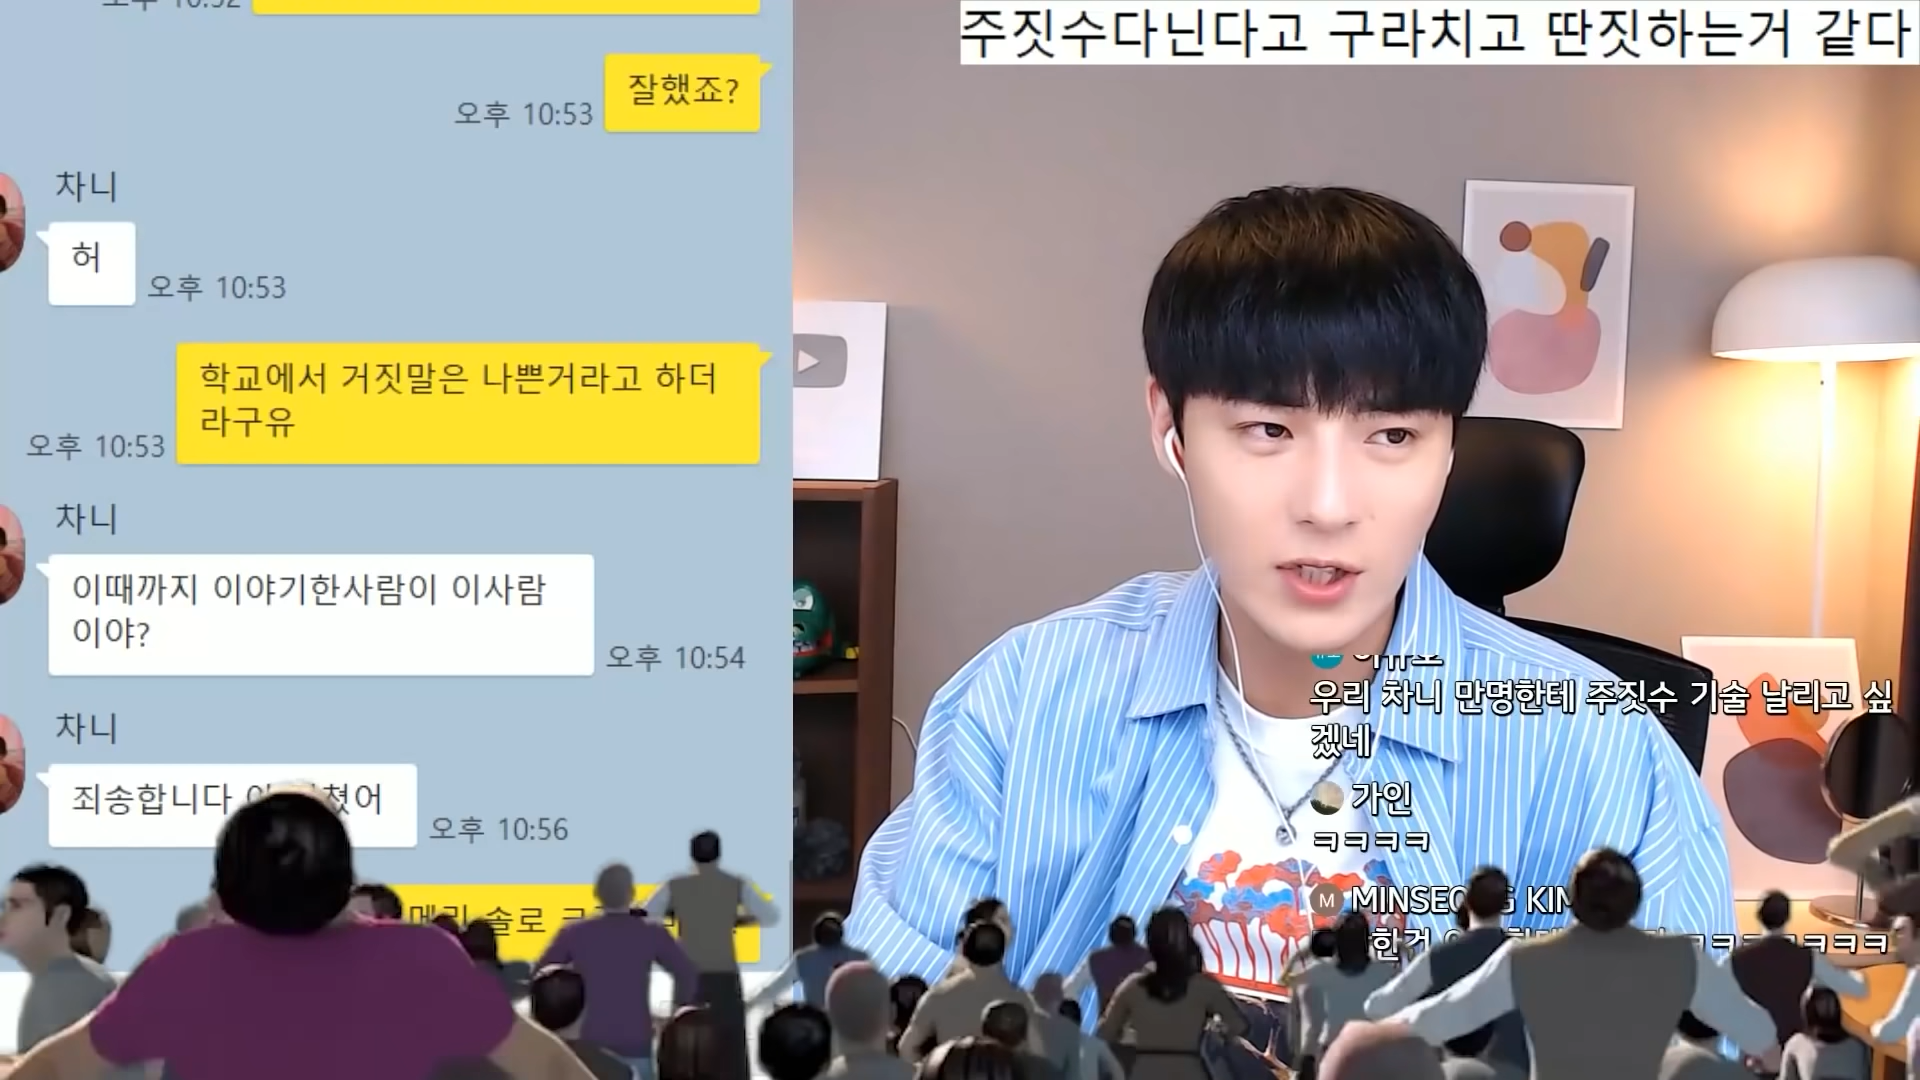 오후
잘했죠?
오후 10:53
차니
허
오후 10:53
학교에서 거짓말은 나쁜거라고 하더
라구유
오후 10:53
차니
이때까지 이야기한사람이 이사람
이야?
오후 10:54
차니
죄송합니다
오후 10:56
솔로
주짓수다닌다고 구라치고 딴짓하는거 같다
우리 차니 만명한테 주짓수 기술 날리고 싶
겠네
가인
ㅋㅋㅋㅋ
M